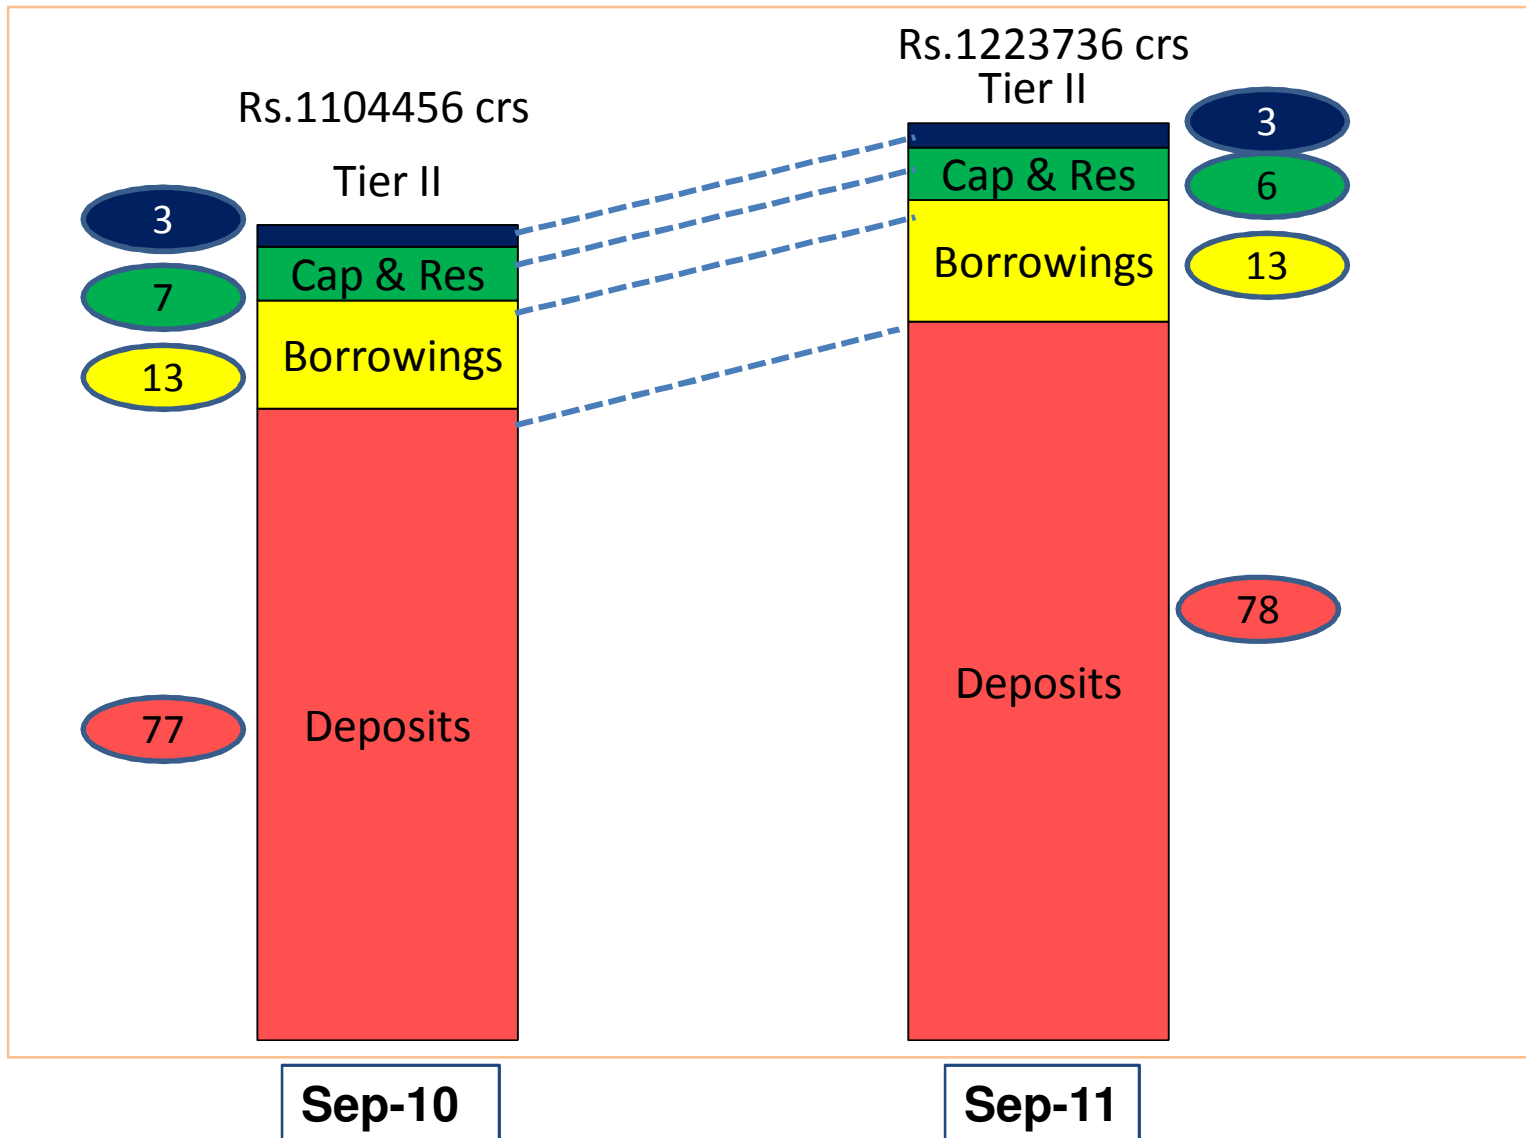 Rs.1104456 crs
Tier II
3
Cap & Res
7
Borrowings
13
Deposits
77
Sep-10
Rs.1223736 crs
Tier II
3
Cap & Res
6
Borrowings
13
78
Deposits
Sep-11